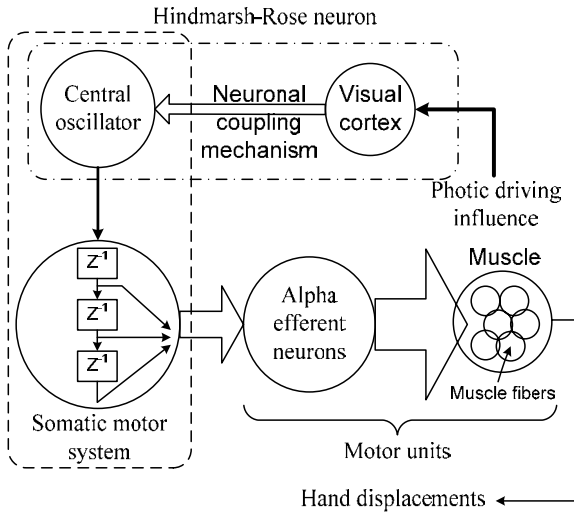 Hindmarsh-Rose neuron
Central
oscillator
Neuronal
coupling
mechanism
Visual
cortex
Photic driving
influence
Z-1
Z-1
Z-1
Somatic motor
system
Alpha
efferent
neurons
Muscle
Muscle fibers
Motor units
Hand displacements